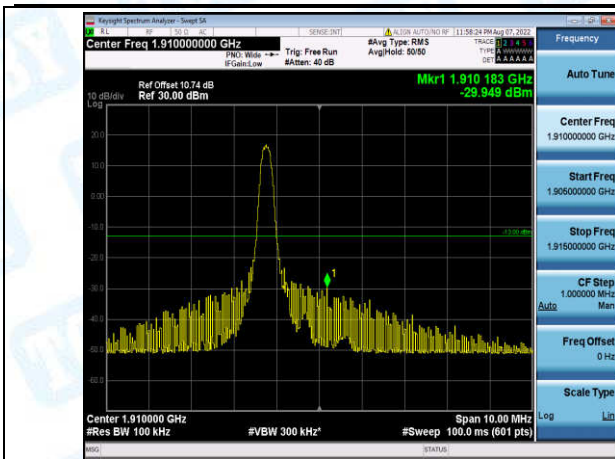 Keysight Spectrum Analyzer - Swept SA
RL RF 50 Ω AC SENSE:INT ALIGN AUTO/NO RF 11:58:24 PM Aug 07, 2022
Center Freq 1.910000000 GHz
PNO: Wide
IFGain:Low
Trig: Free Run
#Atten: 40 dB
#Avg Type: RMS
Avg|Hold: 50/50
TRACE 1 2 3 4 5 6
TYPE A WWWWW
DET A A A A A A
Frequency
Ref Offset 10.74 dB
Ref 30.00 dBm
10 dB/div
Log
Mkr1 1.910 183 GHz
-29.949 dBm
20.0
10.0
0.00
-10.0
-13.00 dBm
-20.0
-30.0
-40.0
-50.0
-60.0
1
Center 1.910000 GHz
Span 10.00 MHz
#Res BW 100 kHz
#VBW 300 kHz*
#Sweep 100.0 ms (601 pts)
MSG
STATUS
Auto Tune
Center Freq
1.910000000 GHz
Start Freq
1.905000000 GHz
Stop Freq
1.915000000 GHz
CF Step
1.000000 MHz
Auto Man
Freq Offset
0 Hz
Scale Type
Log Lin